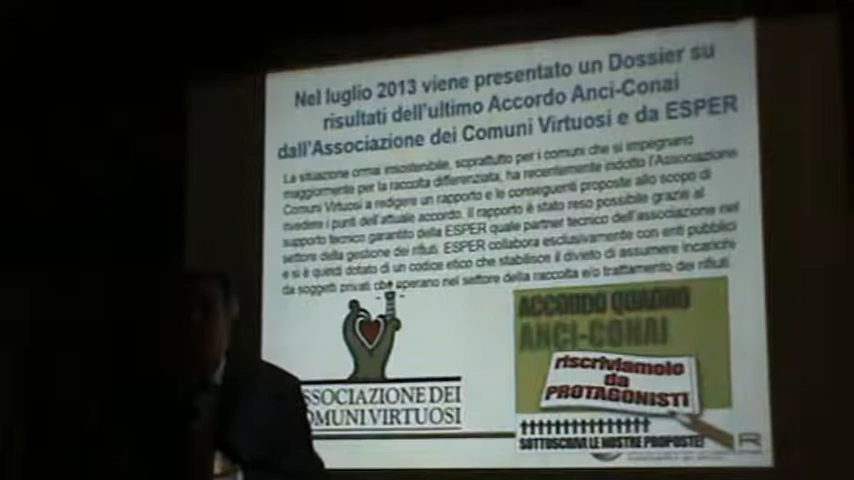 Nel luglio 2013 viene presentato un Dossier su
risultati dell'ultimo Accordo Anci-Conai
dall'Associazione dei Comuni Virtuosi e da ESPER
La situazione ormai insostenibile, soprattutto per i comuni che si impegnano
maggiormente per la raccolta differenziata, ha recentemente indotto l'Associazione
Comuni Virtuosi a redigere un rapporto e le conseguenti proposte allo scopo di
rivedere i punti dell'attuale accordo. Il rapporto è stato reso possibile grazie al
supporto tecnico garantito della ESPER quale partner tecnico dell'associazione nel
settore della gestione dei rifiuti. ESPER collabora esclusivamente con enti pubblici
e si è quindi dotato di un codice etico che stabilisce il divieto di assumere incarichi
da soggetti privati che operano nel settore della raccolta e/o trattamento dei rifiuti
SSOCIAZIONE DEI
OMUNI VIRTUOSI
ACCORDO QUADRO
ANCI-CONAI
riscriviamolo
da
PROTAGONISTI
SOTTOSCRIVI LE NOSTRE PROPOSTE!